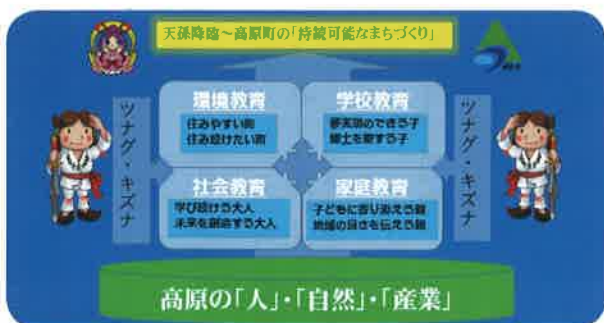 天孫降臨～高原町の「持続可能なまちづくり」
ツナグ・キズナ
環境教育
住みやすい町
住み続けたい町
学校教育
夢実現のできる子
郷土を愛する子
ツナグ・キズナ
社会教育
学び続ける大人
未来を創造する大人
家庭教育
子どもに寄り添える親
地域の良さを伝える親
高原の「人」・「自然」・「産業」